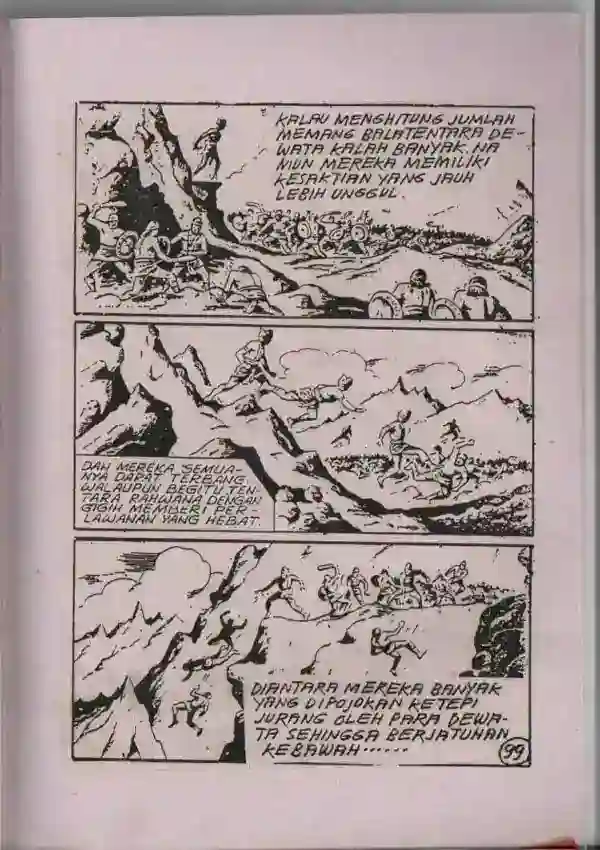 KALAU MENGHITUNG JUMLAH
MEMANG BALATENTARA DE-
WATA KALAH BANYAK. NA
MUN MEREKA MEMILIKI
KESAKTIAN YANG JAUH
LEBIH UNGGUL.
DAN MEREKA SEMUA-
NYA DAPAT TERBANG
WALAUPUN BEGITU TEN-
TARA RAHWANA DENGAN
GIGIH MEMBERI PER-
LAWANAN YANG HEBAT.
DIANTARA MEREKA BANYAK
YANG DIPOJOKAN KETEPI
JURANG OLEH PARA DEWA-
TA SEHINGGA BERJATUHAN
KEBAWAH......
99